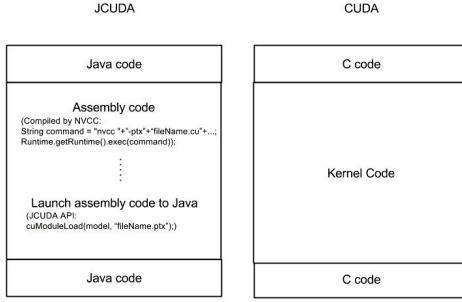 JCUDA
Java code
Assembly code
(Compiled by NVCC:
String command = "nvcc "+"-ptx"+"fileName.cu"+...;
Runtime.getRuntime().exec(command));
Launch assembly code to Java
(JCUDA API:
cuModuleLoad(model, "fileName.ptx");)
Java code
CUDA
C code
Kernel Code
C code